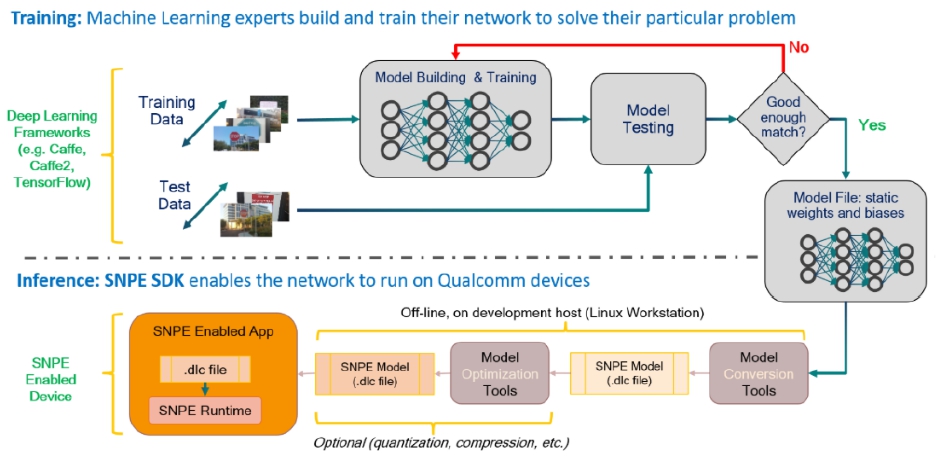 Training: Machine Learning experts build and train their network to solve their particular problem
No
Deep Learning
Frameworks
(e.g. Caffe,
Caffe2,
TensorFlow)
Training
Data
Model Building & Training
Model
Testing
Good
enough
match?
Yes
Test
Data
Model File: static
weights and biases
Inference: SNPE SDK enables the network to run on Qualcomm devices
Off-line, on development host (Linux Workstation)
SNPE
Enabled
Device
SNPE Enabled App
.dlc file
SNPE Runtime
SNPE Model
(.dlc file)
Model
Optimization
Tools
SNPE Model
(.dlc file)
Model
Conversion
Tools
Optional (quantization, compression, etc.)